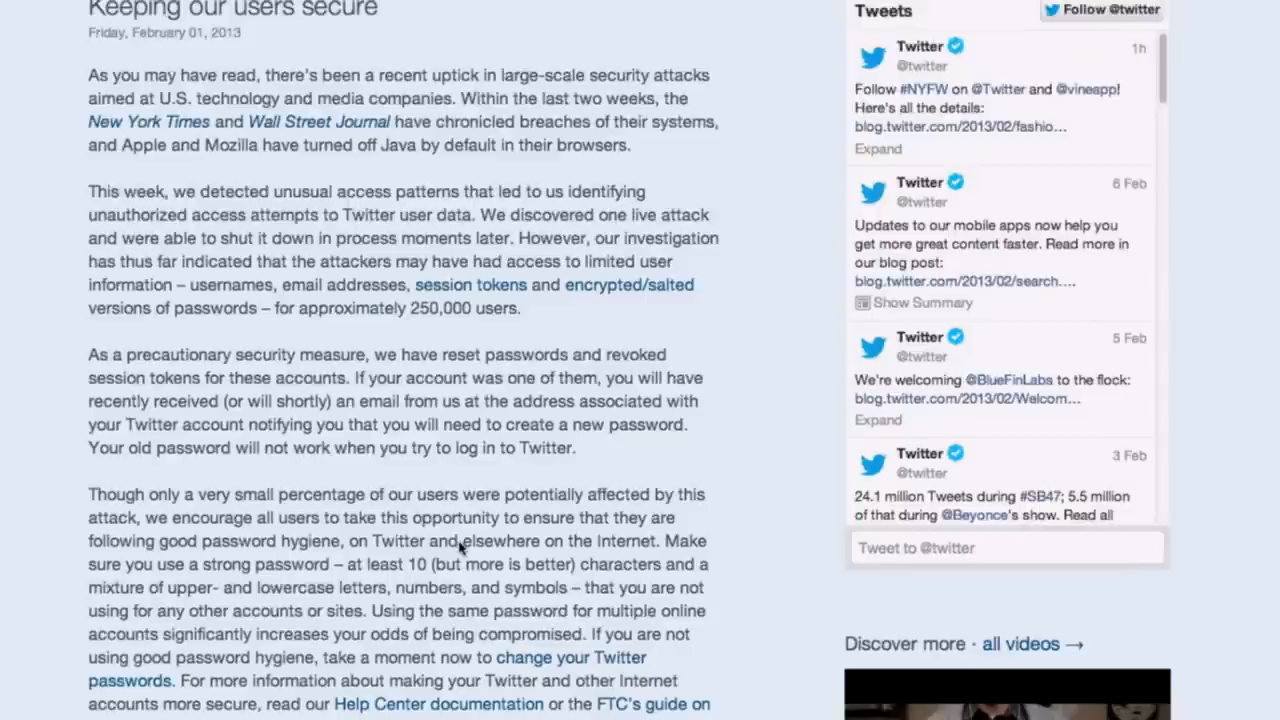 Keeping our users secure
Friday, February 01, 2013
As you may have read, there's been a recent uptick in large-scale security attacks
aimed at U.S. technology and media companies. Within the last two weeks, the
New York Times and Wall Street Journal have chronicled breaches of their systems,
and Apple and Mozilla have turned off Java by default in their browsers.
This week, we detected unusual access patterns that led to us identifying
unauthorized access attempts to Twitter user data. We discovered one live attack
and were able to shut it down in process moments later. However, our investigation
has thus far indicated that the attackers may have had access to limited user
information – usernames, email addresses, session tokens and encrypted/salted
versions of passwords – for approximately 250,000 users.
As a precautionary security measure, we have reset passwords and revoked
session tokens for these accounts. If your account was one of them, you will have
recently received (or will shortly) an email from us at the address associated with
your Twitter account notifying you that you will need to create a new password.
Your old password will not work when you try to log in to Twitter.
Though only a very small percentage of our users were potentially affected by this
attack, we encourage all users to take this opportunity to ensure that they are
following good password hygiene, on Twitter and elsewhere on the Internet. Make
sure you use a strong password – at least 10 (but more is better) characters and a
mixture of upper- and lowercase letters, numbers, and symbols – that you are not
using for any other accounts or sites. Using the same password for multiple online
accounts significantly increases your odds of being compromised. If you are not
using good password hygiene, take a moment now to change your Twitter
passwords. For more information about making your Twitter and other Internet
accounts more secure, read our Help Center documentation or the FTC's guide on
Tweets
Follow @twitter
Twitter 1h
@twitter
Follow #NYFW on @Twitter and @vineapp!
Here's all the details:
blog.twitter.com/2013/02/fashio...
Expand
Twitter 6 Feb
@twitter
Updates to our mobile apps now help you
get more great content faster. Read more in
our blog post:
blog.twitter.com/2013/02/search....
Show Summary
Twitter 5 Feb
@twitter
We're welcoming @BlueFinLabs to the flock:
blog.twitter.com/2013/02/Welcom...
Expand
Twitter 3 Feb
@twitter
24.1 million Tweets during #SB47; 5.5 million
of that during @Beyonce's show. Read all
Tweet to @twitter
Discover more · all videos →